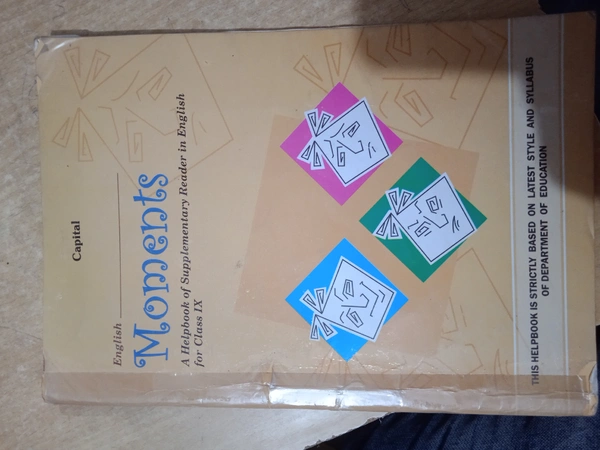 Capital
English
Moments
A Helpbook of Supplementary Reader in English
for Class IX
THIS HELPBOOK IS STRICTLY BASED ON LATEST STYLE AND SYLLABUS
OF DEPARTMENT OF EDUCATION